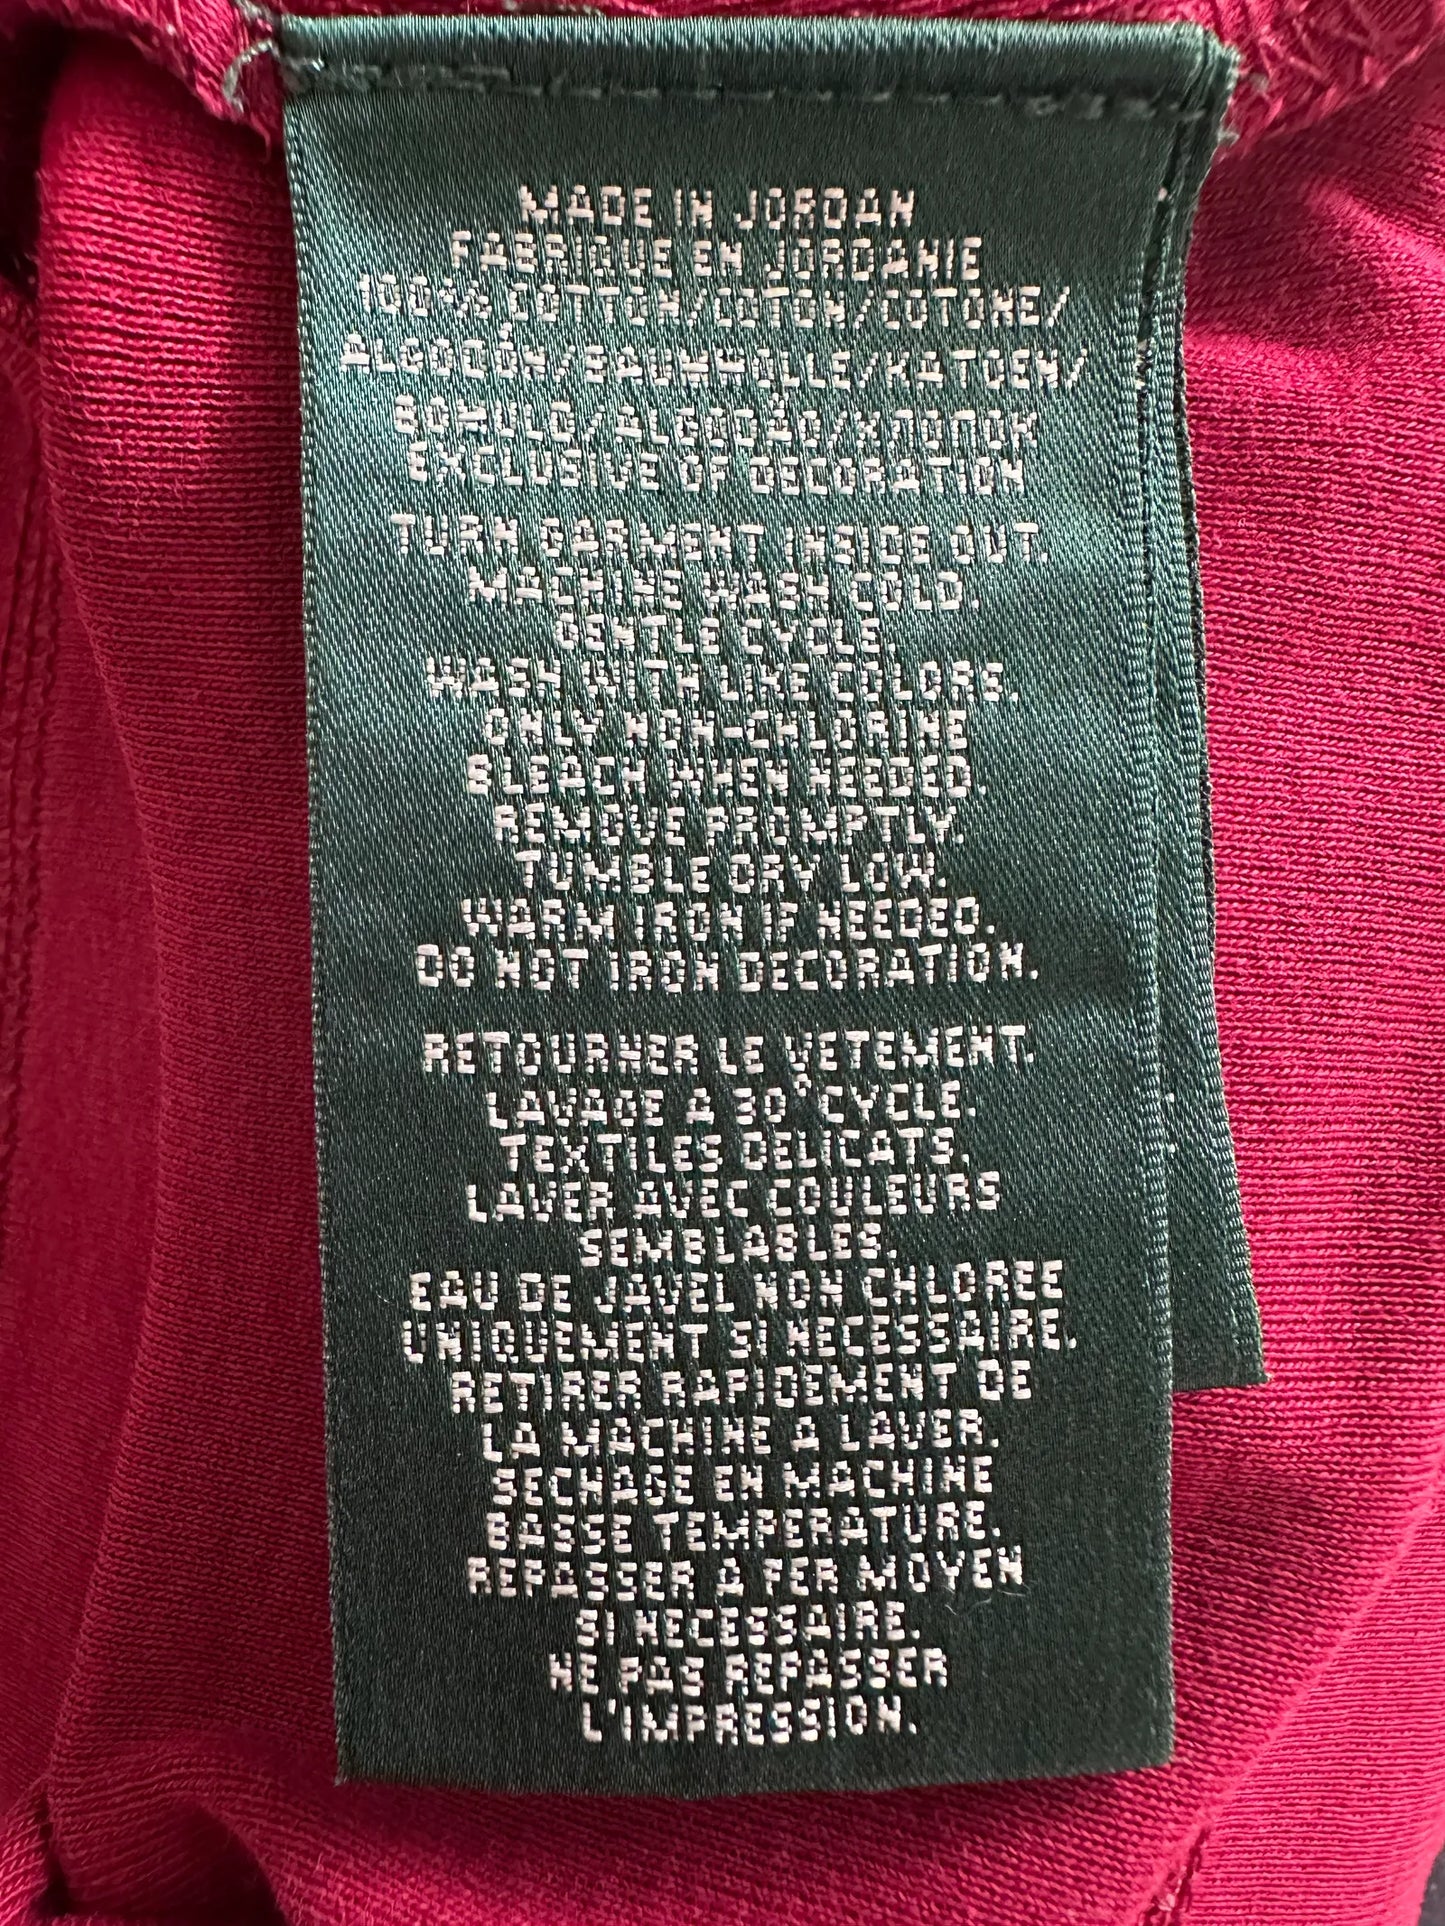 MADE IN JORDAN
FABRIQUE EN JORDANIE
100% COTTON/COTON/COTONE/
ALGODÓN/BAUMWOLLE/KATOEN/
BOMULD/ALGODÃO/ХЛОПОК
EXCLUSIVE OF DECORATION
TURN GARMENT INSIDE OUT.
MACHINE WASH COLD.
GENTLE CYCLE.
WASH WITH LIKE COLORS.
ONLY NON-CHLORINE
BLEACH WHEN NEEDED.
REMOVE PROMPTLY.
TUMBLE DRY LOW.
WARM IRON IF NEEDED.
DO NOT IRON DECORATION.
RETOURNER LE VETEMENT.
LAVAGE A 30° CYCLE.
TEXTILES DELICATS.
LAVER AVEC COULEURS
SEMBLABLES.
EAU DE JAVEL NON CHLOREE
UNIQUEMENT SI NECESSAIRE.
RETIRER RAPIDEMENT DE
LA MACHINE A LAVER.
SECHAGE EN MACHINE
BASSE TEMPERATURE.
REPASSER A FER MOYEN
SI NECESSAIRE.
NE PAS REPASSER
L'IMPRESSION.